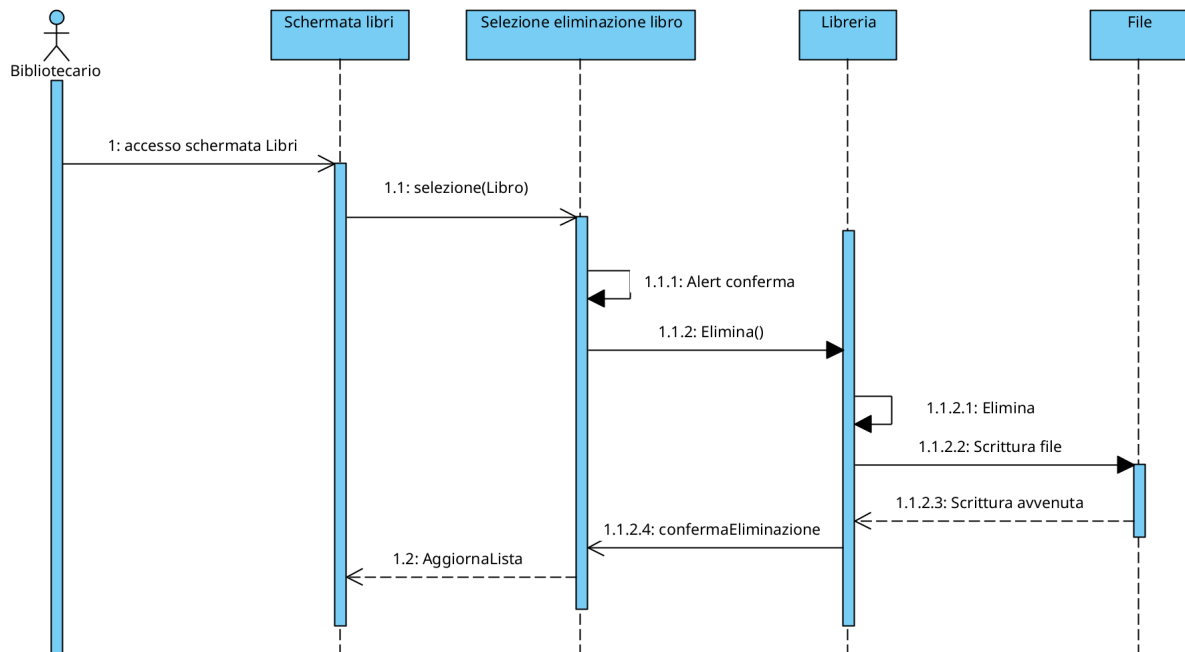 Schermata libri
Selezione eliminazione libro
Libreria
File
Bibliotecario
1: accesso schermata Libri
1.1: selezione(Libro)
1.1.1: Alert conferma
1.1.2: Elimina()
1.1.2.1: Elimina
1.1.2.2: Scrittura file
1.1.2.3: Scrittura avvenuta
1.1.2.4: confermaEliminazione
1.2: AggiornaLista